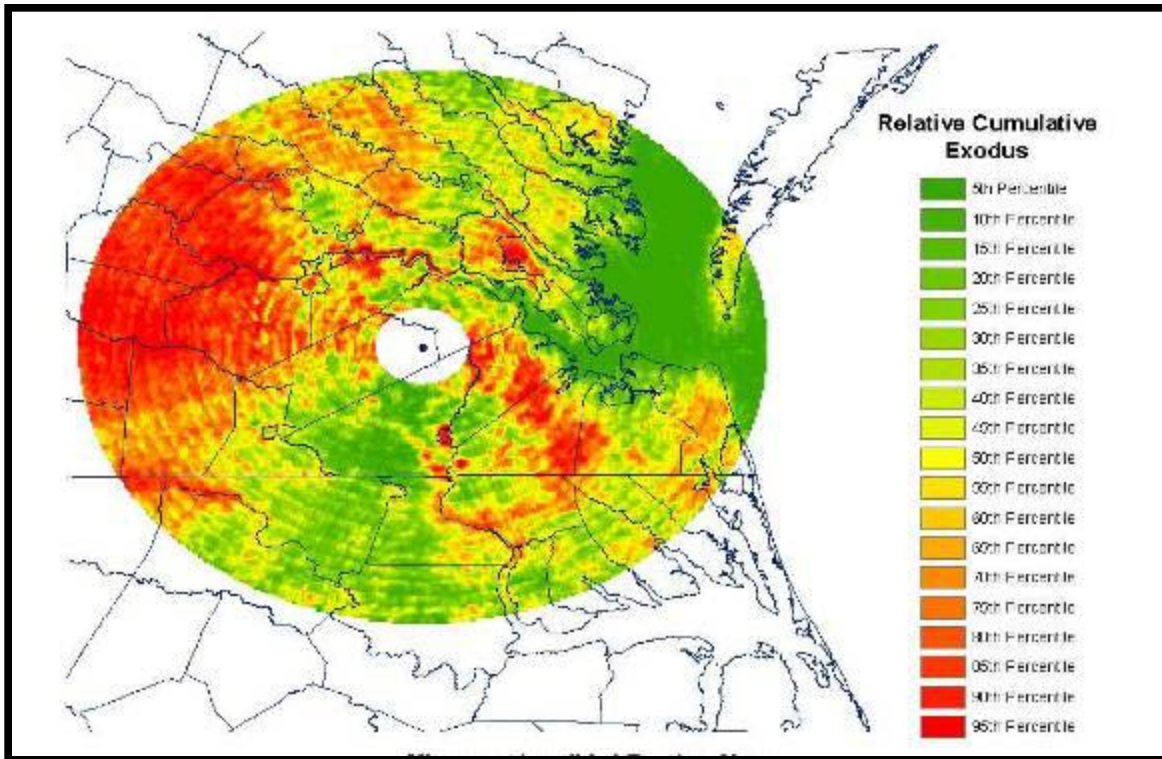 Relative Cumulative
Exodus
5th Percentile
10th Percentile
15th Percentile
20th Percentile
25th Percentile
30th Percentile
35th Percentile
40th Percentile
45th Percentile
50th Percentile
55th Percentile
60th Percentile
65th Percentile
70th Percentile
75th Percentile
80th Percentile
85th Percentile
90th Percentile
95th Percentile